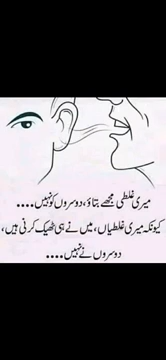 میری غلطی مجھے بتاؤ، دوسروں کو نہیں....
کیونکہ میری غلطیاں، میں نے ہی ٹھیک کرنی ہیں،
دوسروں نے نہیں....